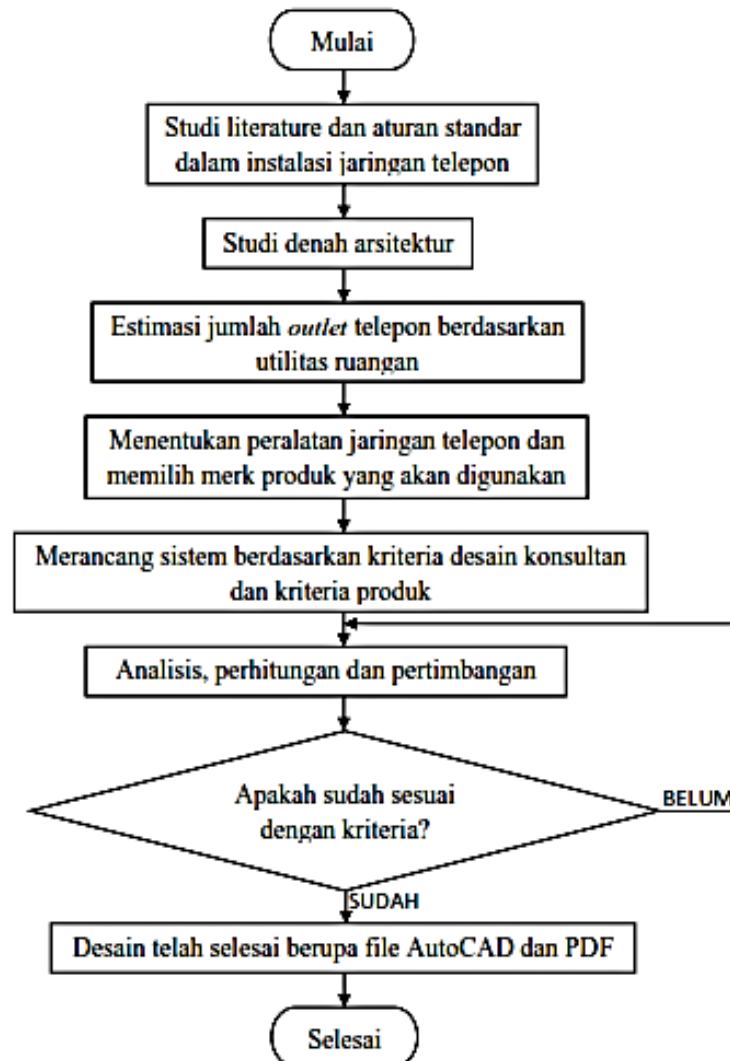 Mulai
Studi literature dan aturan standar
dalam instalasi jaringan telepon
Studi denah arsitektur
Estimasi jumlah outlet telepon berdasarkan
utilitas ruangan
Menentukan peralatan jaringan telepon dan
memilih merk produk yang akan digunakan
Merancang sistem berdasarkan kriteria desain konsultan
dan kriteria produk
Analisis, perhitungan dan pertimbangan
Apakah sudah sesuai
dengan kriteria?
BELUM
SUDAH
Desain telah selesai berupa file AutoCAD dan PDF
Selesai